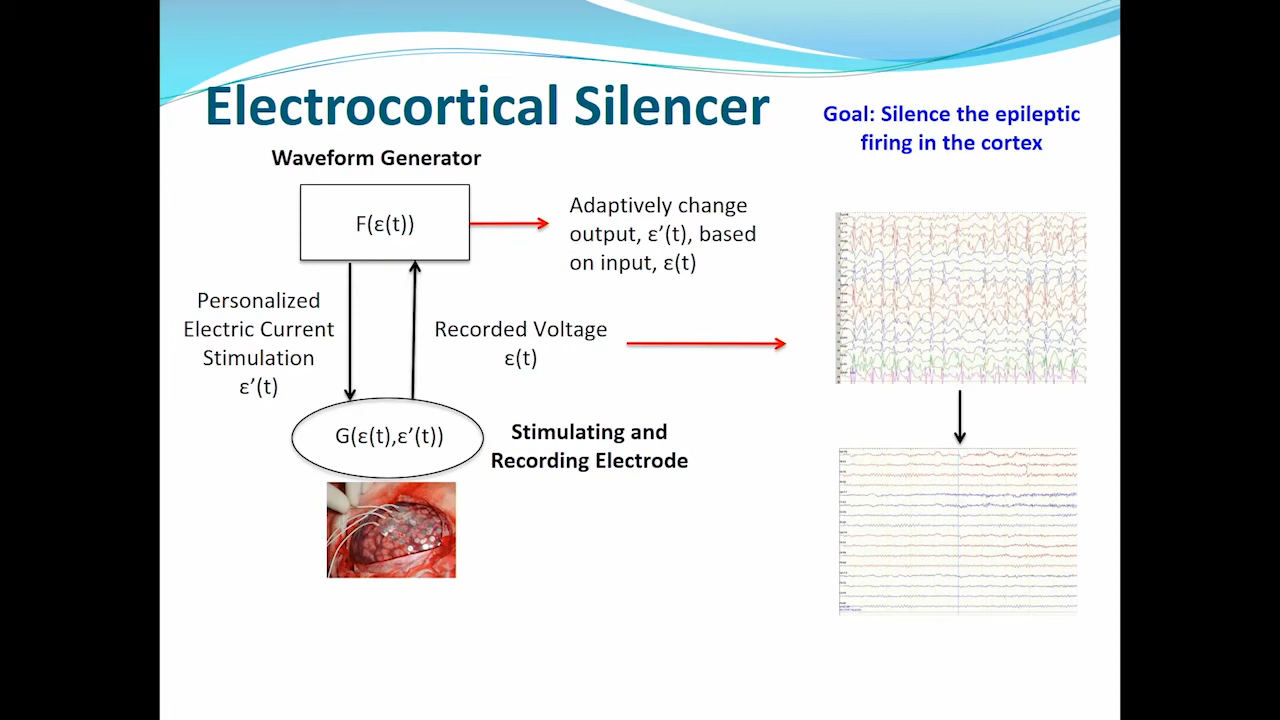 Electrocortical Silencer
Goal: Silence the epileptic
firing in the cortex
Waveform Generator
F(ε(t))
Adaptively change
output, ε’(t), based
on input, ε(t)
Personalized
Electric Current
Stimulation
ε’(t)
Recorded Voltage
ε(t)
G(ε(t),ε’(t))
Stimulating and
Recording Electrode